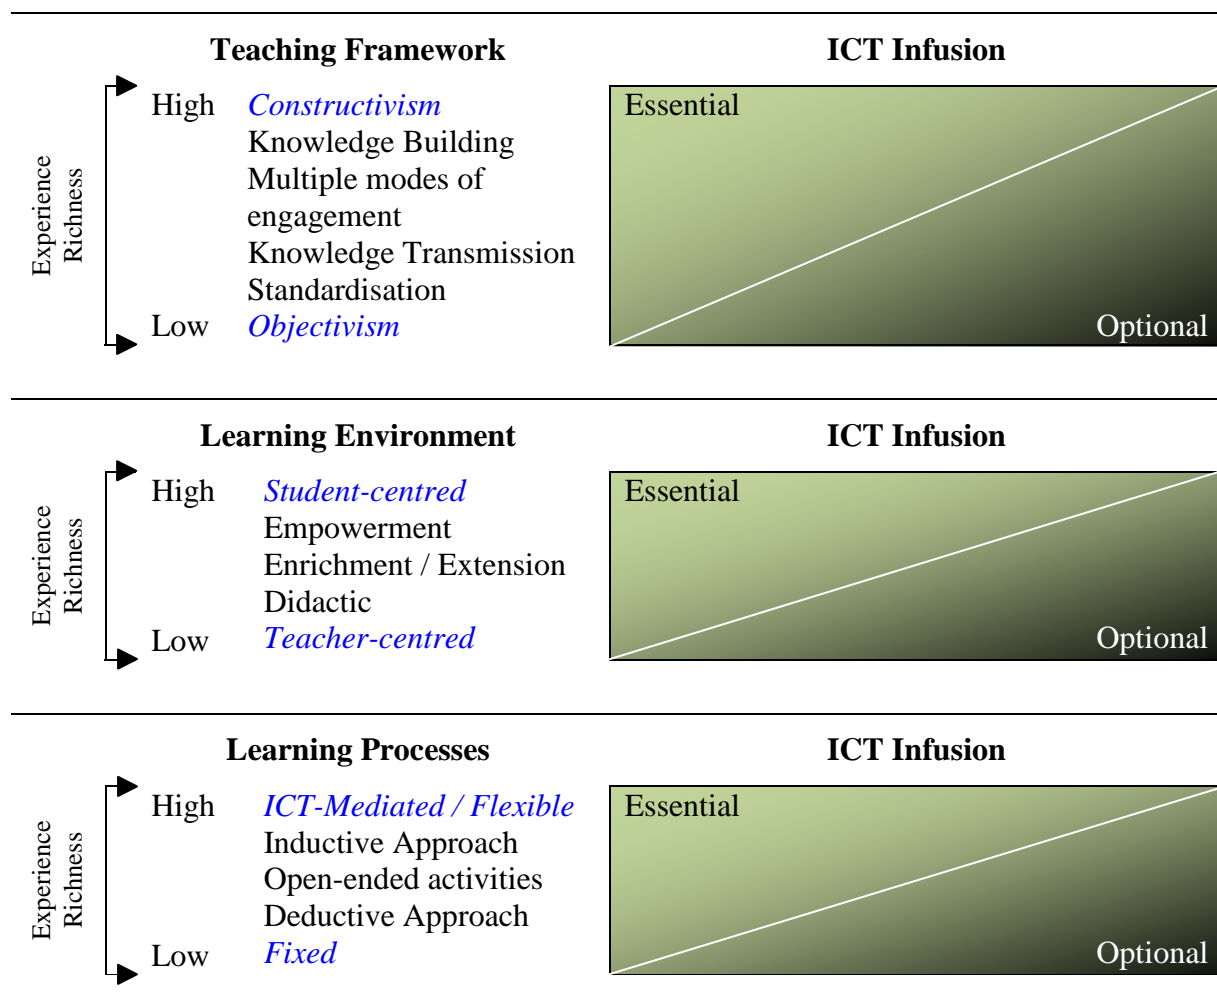 Teaching Framework
ICT Infusion
Experience
Richness
High
Constructivism
Knowledge Building
Multiple modes of
engagement
Knowledge Transmission
Standardisation
Low
Objectivism
Essential
Optional
Learning Environment
ICT Infusion
Experience
Richness
High
Student-centred
Empowerment
Enrichment / Extension
Didactic
Low
Teacher-centred
Essential
Optional
Learning Processes
ICT Infusion
Experience
Richness
High
ICT-Mediated / Flexible
Inductive Approach
Open-ended activities
Deductive Approach
Low
Fixed
Essential
Optional